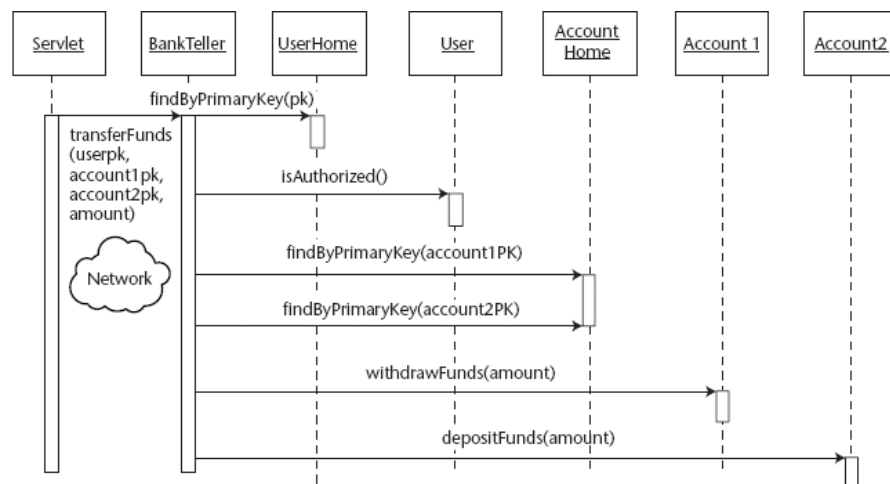 Servlet
BankTeller
UserHome
User
Account
Home
Account 1
Account2
findByPrimaryKey(pk)
transferFunds
(userpk,
account1pk,
account2pk,
amount)
isAuthorized()
Network
findByPrimaryKey(account1PK)
findByPrimaryKey(account2PK)
withdrawFunds(amount)
depositFunds(amount)